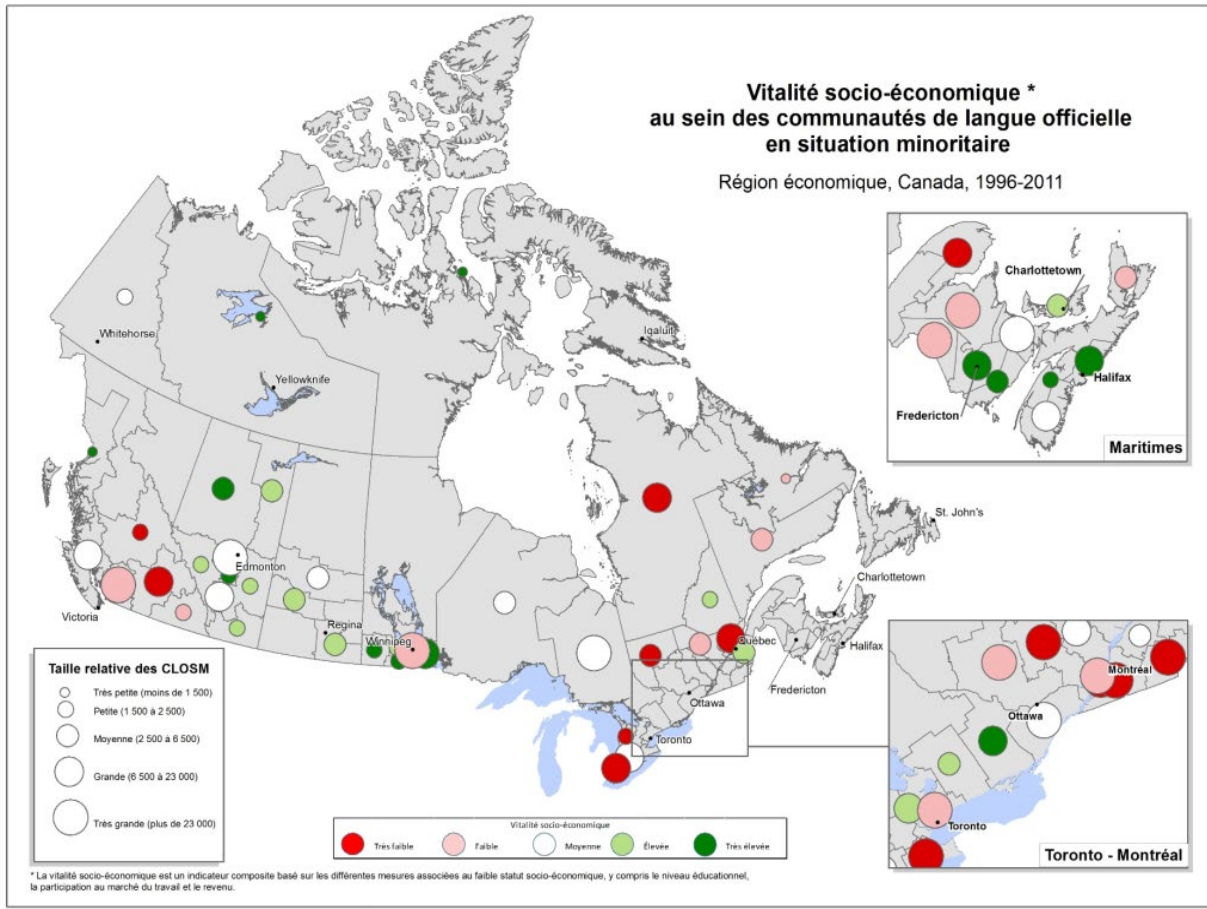 Vitalité socio-économique *
au sein des communautés de langue officielle
en situation minoritaire
Région économique, Canada, 1996-2011
Charlottetown
Halifax
Fredericton
Maritimes
Whitehorse
Yellowknife
Iqaluit
Edmonton
Victoria
Regina
Winnipeg
St. John's
Charlottetown
Québec
Halifax
Fredericton
Ottawa
Toronto
Montréal
Ottawa
Toronto
Toronto - Montréal
Taille relative des CLOSM
Très petite (moins de 1 500)
Petite (1 500 à 2 500)
Moyenne (2 500 à 6 500)
Grande (6 500 à 23 000)
Très grande (plus de 23 000)
Vitalité socio-économique
Très faible
Faible
Moyenne
Élevée
Très élevée
* La vitalité socio-économique est un indicateur composite basé sur les différentes mesures associées au faible statut socio-économique, y compris le niveau éducationnel,
la participation au marché du travail et le revenu.